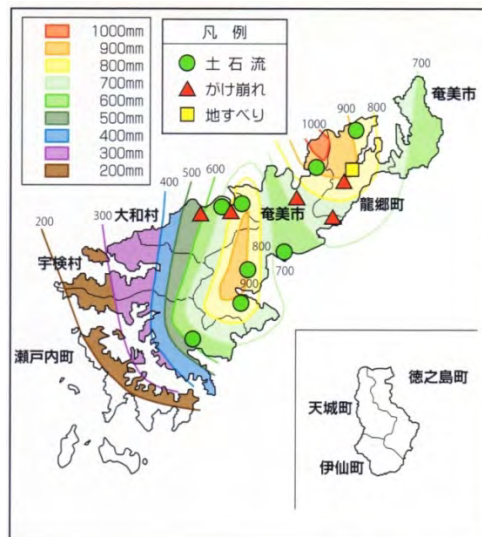 1000mm
900mm
800mm
700mm
600mm
500mm
400mm
300mm
200mm
凡 例
土 石 流
がけ崩れ
地すべり
700
奄美市
800
900
1000
龍郷町
奄美市
700
800
900
600
500
400
大和村
300
200
宇検村
瀬戸内町
徳之島町
天城町
伊仙町